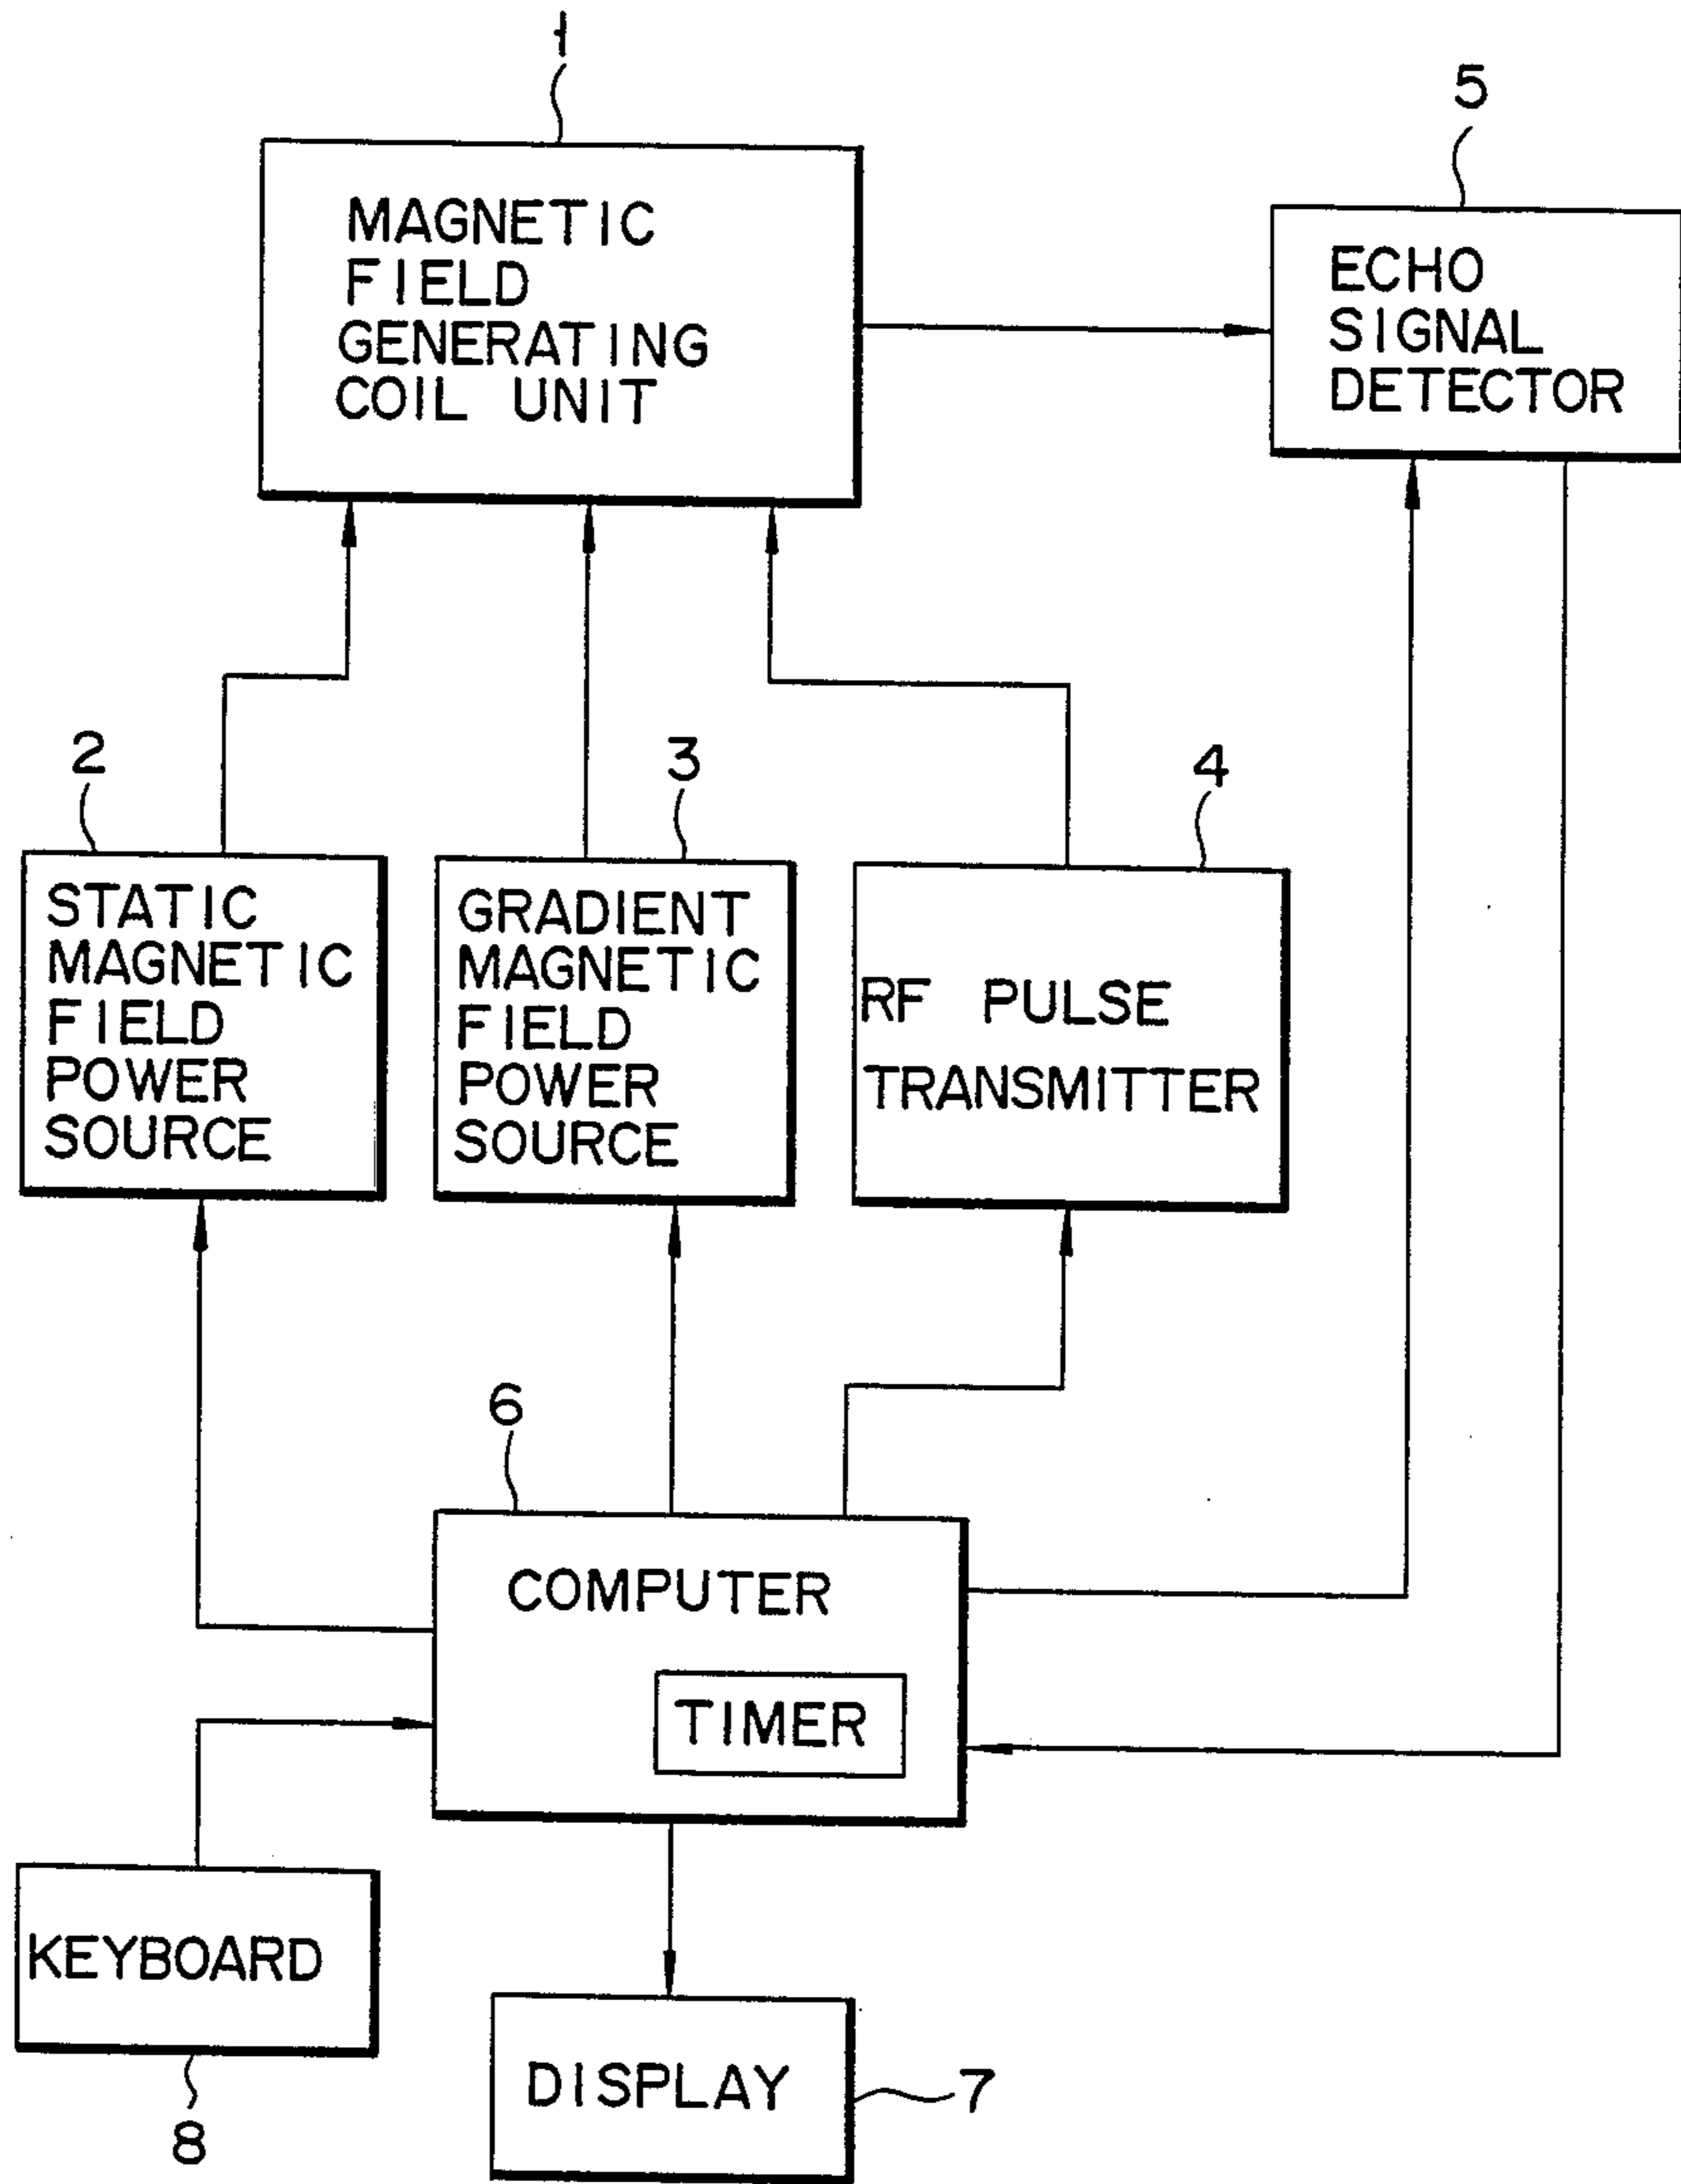 1
MAGNETIC
FIELD
GENERATING
COIL UNIT
5
ECHO
SIGNAL
DETECTOR
2
STATIC
MAGNETIC
FIELD
POWER
SOURCE
3
GRADIENT
MAGNETIC
FIELD
POWER
SOURCE
4
RF PULSE
TRANSMITTER
6
COMPUTER
TIMER
KEYBOARD
8
DISPLAY
7